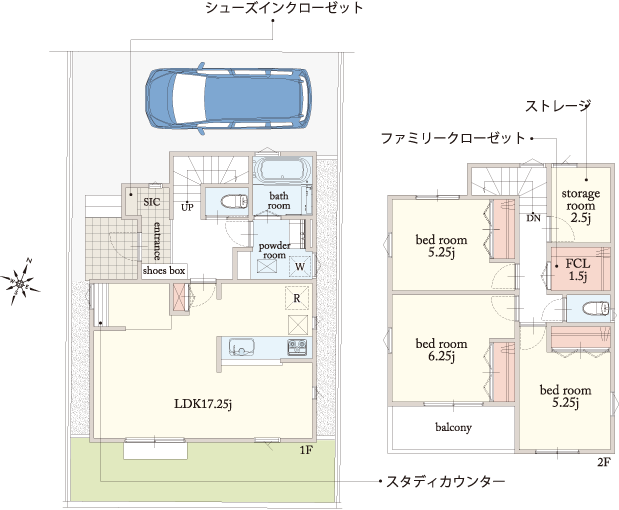 シューズインクローゼット
ストレージ
ファミリークローゼット
SIC
UP
bath
room
entrance
powder
room
W
shoes box
R
LDK17.25j
1F
N
storage
room
2.5j
DN
bed room
5.25j
FCL
1.5j
bed room
6.25j
bed room
5.25j
balcony
2F
スタディカウンター